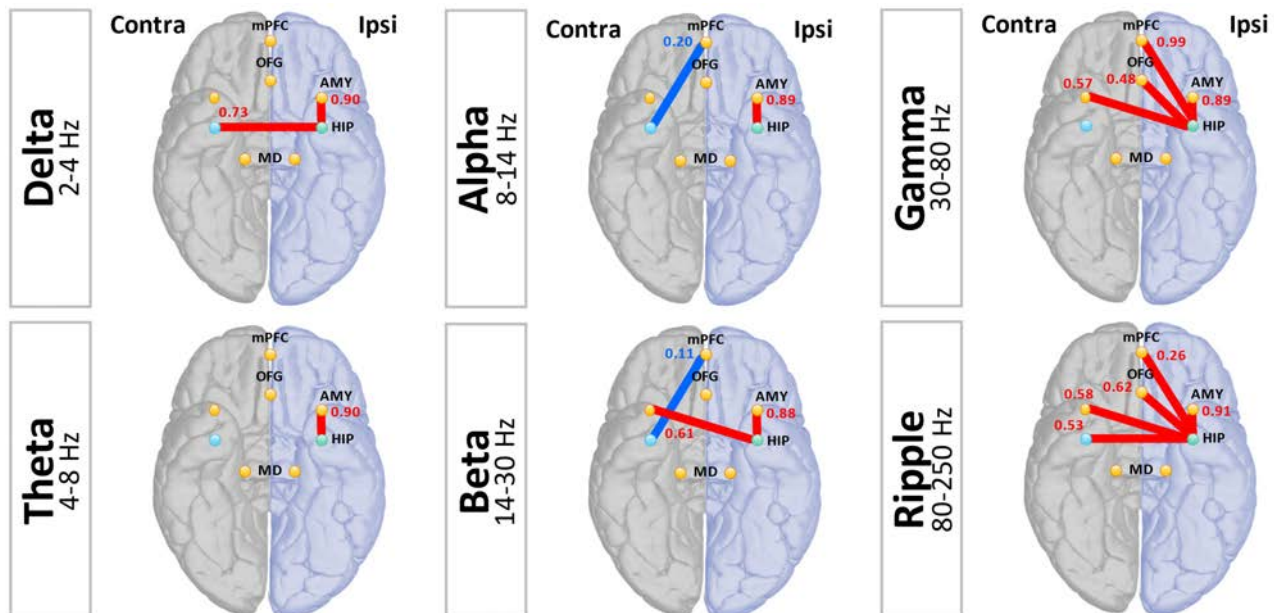 Delta
2-4 Hz
Contra
mPFC
Ipsi
OFG
AMY
0.90
0.73
HIP
MD
Alpha
8-14 Hz
Contra
mPFC
Ipsi
0.20
OFG
AMY
0.89
HIP
MD
Gamma
30-80 Hz
Contra
mPFC
Ipsi
0.99
OFG
0.57
0.48
AMY
0.89
HIP
MD
Theta
4-8 Hz
mPFC
OFG
AMY
0.90
HIP
MD
Beta
14-30 Hz
mPFC
0.11
OFG
AMY
0.88
0.61
HIP
MD
Ripple
80-250 Hz
mPFC
0.26
OFG
0.62
AMY
0.58
0.91
0.53
HIP
MD